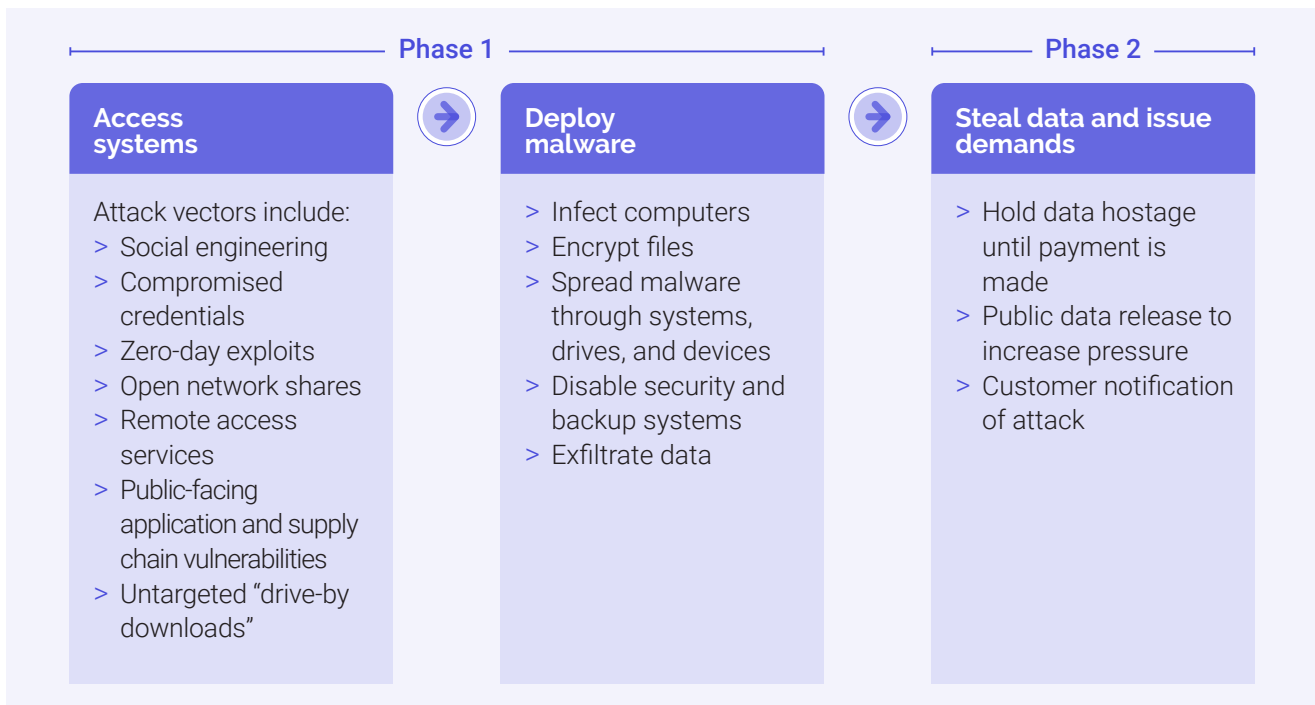 Phase 1
Phase 2
Access
systems
Attack vectors include:
> Social engineering
> Compromised
credentials
> Zero-day exploits
> Open network shares
> Remote access
services
> Public-facing
application and supply
chain vulnerabilities
> Untargeted “drive-by
downloads”
Deploy
malware
> Infect computers
> Encrypt files
> Spread malware
through systems,
drives, and devices
> Disable security and
backup systems
> Exfiltrate data
Steal data and issue
demands
> Hold data hostage
until payment is
made
> Public data release to
increase pressure
> Customer notification
of attack